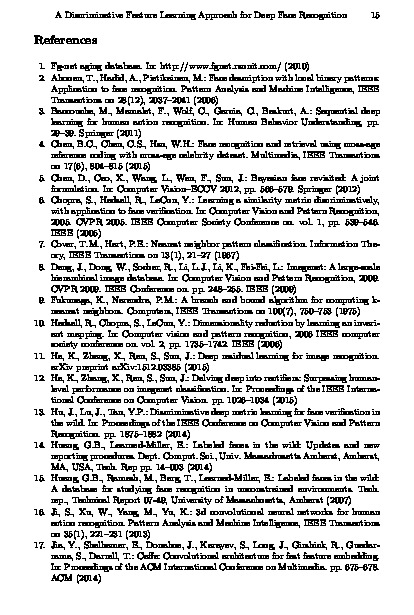 A Discriminative Feature Learning Approach for Deep Face Recognition 15
References
1. Fg-net aging database. In: http://www.fgnet.rsunit.com/ (2010)
2. Ahonen, T., Hadid, A., Pietikainen, M.: Face description with local binary patterns:
Application to face recognition. Pattern Analysis and Machine Intelligence, IEEE
Transactions on 28(12), 2037–2041 (2006)
3. Baccouche, M., Mamalet, F., Wolf, C., Garcia, C., Baskurt, A.: Sequential deep
learning for human action recognition. In: Human Behavior Understanding, pp.
29–39. Springer (2011)
4. Chen, B.C., Chen, C.S., Hsu, W.H.: Face recognition and retrieval using cross-age
reference coding with cross-age celebrity dataset. Multimedia, IEEE Transactions
on 17(6), 804–815 (2015)
5. Chen, D., Cao, X., Wang, L., Wen, F., Sun, J.: Bayesian face revisited: A joint
formulation. In: Computer Vision–ECCV 2012, pp. 566–579. Springer (2012)
6. Chopra, S., Hadsell, R., LeCun, Y.: Learning a similarity metric discriminatively,
with application to face verification. In: Computer Vision and Pattern Recognition,
2005. CVPR 2005. IEEE Computer Society Conference on. vol. 1, pp. 539–546.
IEEE (2005)
7. Cover, T.M., Hart, P.E.: Nearest neighbor pattern classification. Information The-
ory, IEEE Transactions on 13(1), 21–27 (1967)
8. Deng, J., Dong, W., Socher, R., Li, L.J., Li, K., Fei-Fei, L.: Imagenet: A large-scale
hierarchical image database. In: Computer Vision and Pattern Recognition, 2009.
CVPR 2009. IEEE Conference on. pp. 248–255. IEEE (2009)
9. Fukunaga, K., Narendra, P.M.: A branch and bound algorithm for computing k-
nearest neighbors. Computers, IEEE Transactions on 100(7), 750–753 (1975)
10. Hadsell, R., Chopra, S., LeCun, Y.: Dimensionality reduction by learning an invari-
ant mapping. In: Computer vision and pattern recognition, 2006 IEEE computer
society conference on. vol. 2, pp. 1735–1742. IEEE (2006)
11. He, K., Zhang, X., Ren, S., Sun, J.: Deep residual learning for image recognition.
arXiv preprint arXiv:1512.03385 (2015)
12. He, K., Zhang, X., Ren, S., Sun, J.: Delving deep into rectifiers: Surpassing human-
level performance on imagenet classification. In: Proceedings of the IEEE Interna-
tional Conference on Computer Vision. pp. 1026–1034 (2015)
13. Hu, J., Lu, J., Tan, Y.P.: Discriminative deep metric learning for face verification in
the wild. In: Proceedings of the IEEE Conference on Computer Vision and Pattern
Recognition. pp. 1875–1882 (2014)
14. Huang, G.B., Learned-Miller, E.: Labeled faces in the wild: Updates and new
reporting procedures. Dept. Comput. Sci., Univ. Massachusetts Amherst, Amherst,
MA, USA, Tech. Rep pp. 14–003 (2014)
15. Huang, G.B., Ramesh, M., Berg, T., Learned-Miller, E.: Labeled faces in the wild:
A database for studying face recognition in unconstrained environments. Tech.
rep., Technical Report 07-49, University of Massachusetts, Amherst (2007)
16. Ji, S., Xu, W., Yang, M., Yu, K.: 3d convolutional neural networks for human
action recognition. Pattern Analysis and Machine Intelligence, IEEE Transactions
on 35(1), 221–231 (2013)
17. Jia, Y., Shelhamer, E., Donahue, J., Karayev, S., Long, J., Girshick, R., Guadar-
rama, S., Darrell, T.: Caffe: Convolutional architecture for fast feature embedding.
In: Proceedings of the ACM International Conference on Multimedia. pp. 675–678.
ACM (2014)